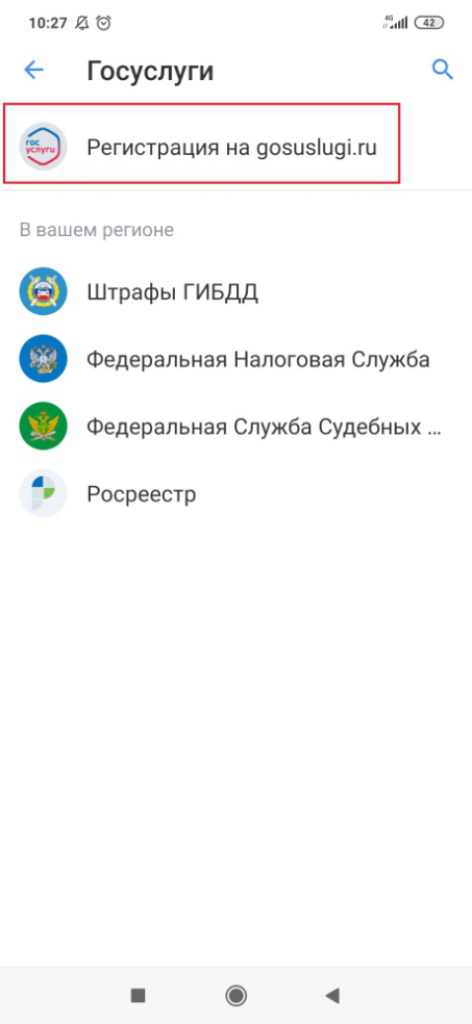 10:27 4G 42
Госуслуги
гос услуги
Регистрация на gosuslugi.ru
В вашем регионе
Штрафы ГИБДД
Федеральная Налоговая Служба
Федеральная Служба Судебных ...
Росреестр